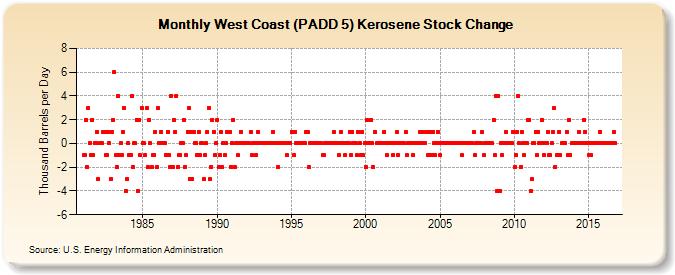 Monthly West Coast (PADD 5) Kerosene Stock Change
Thousand Barrels per Day
8
6
4
2
0
-2
-4
-6
1985 1990 1995 2000 2005 2010 2015
Source: U.S. Energy Information Administration